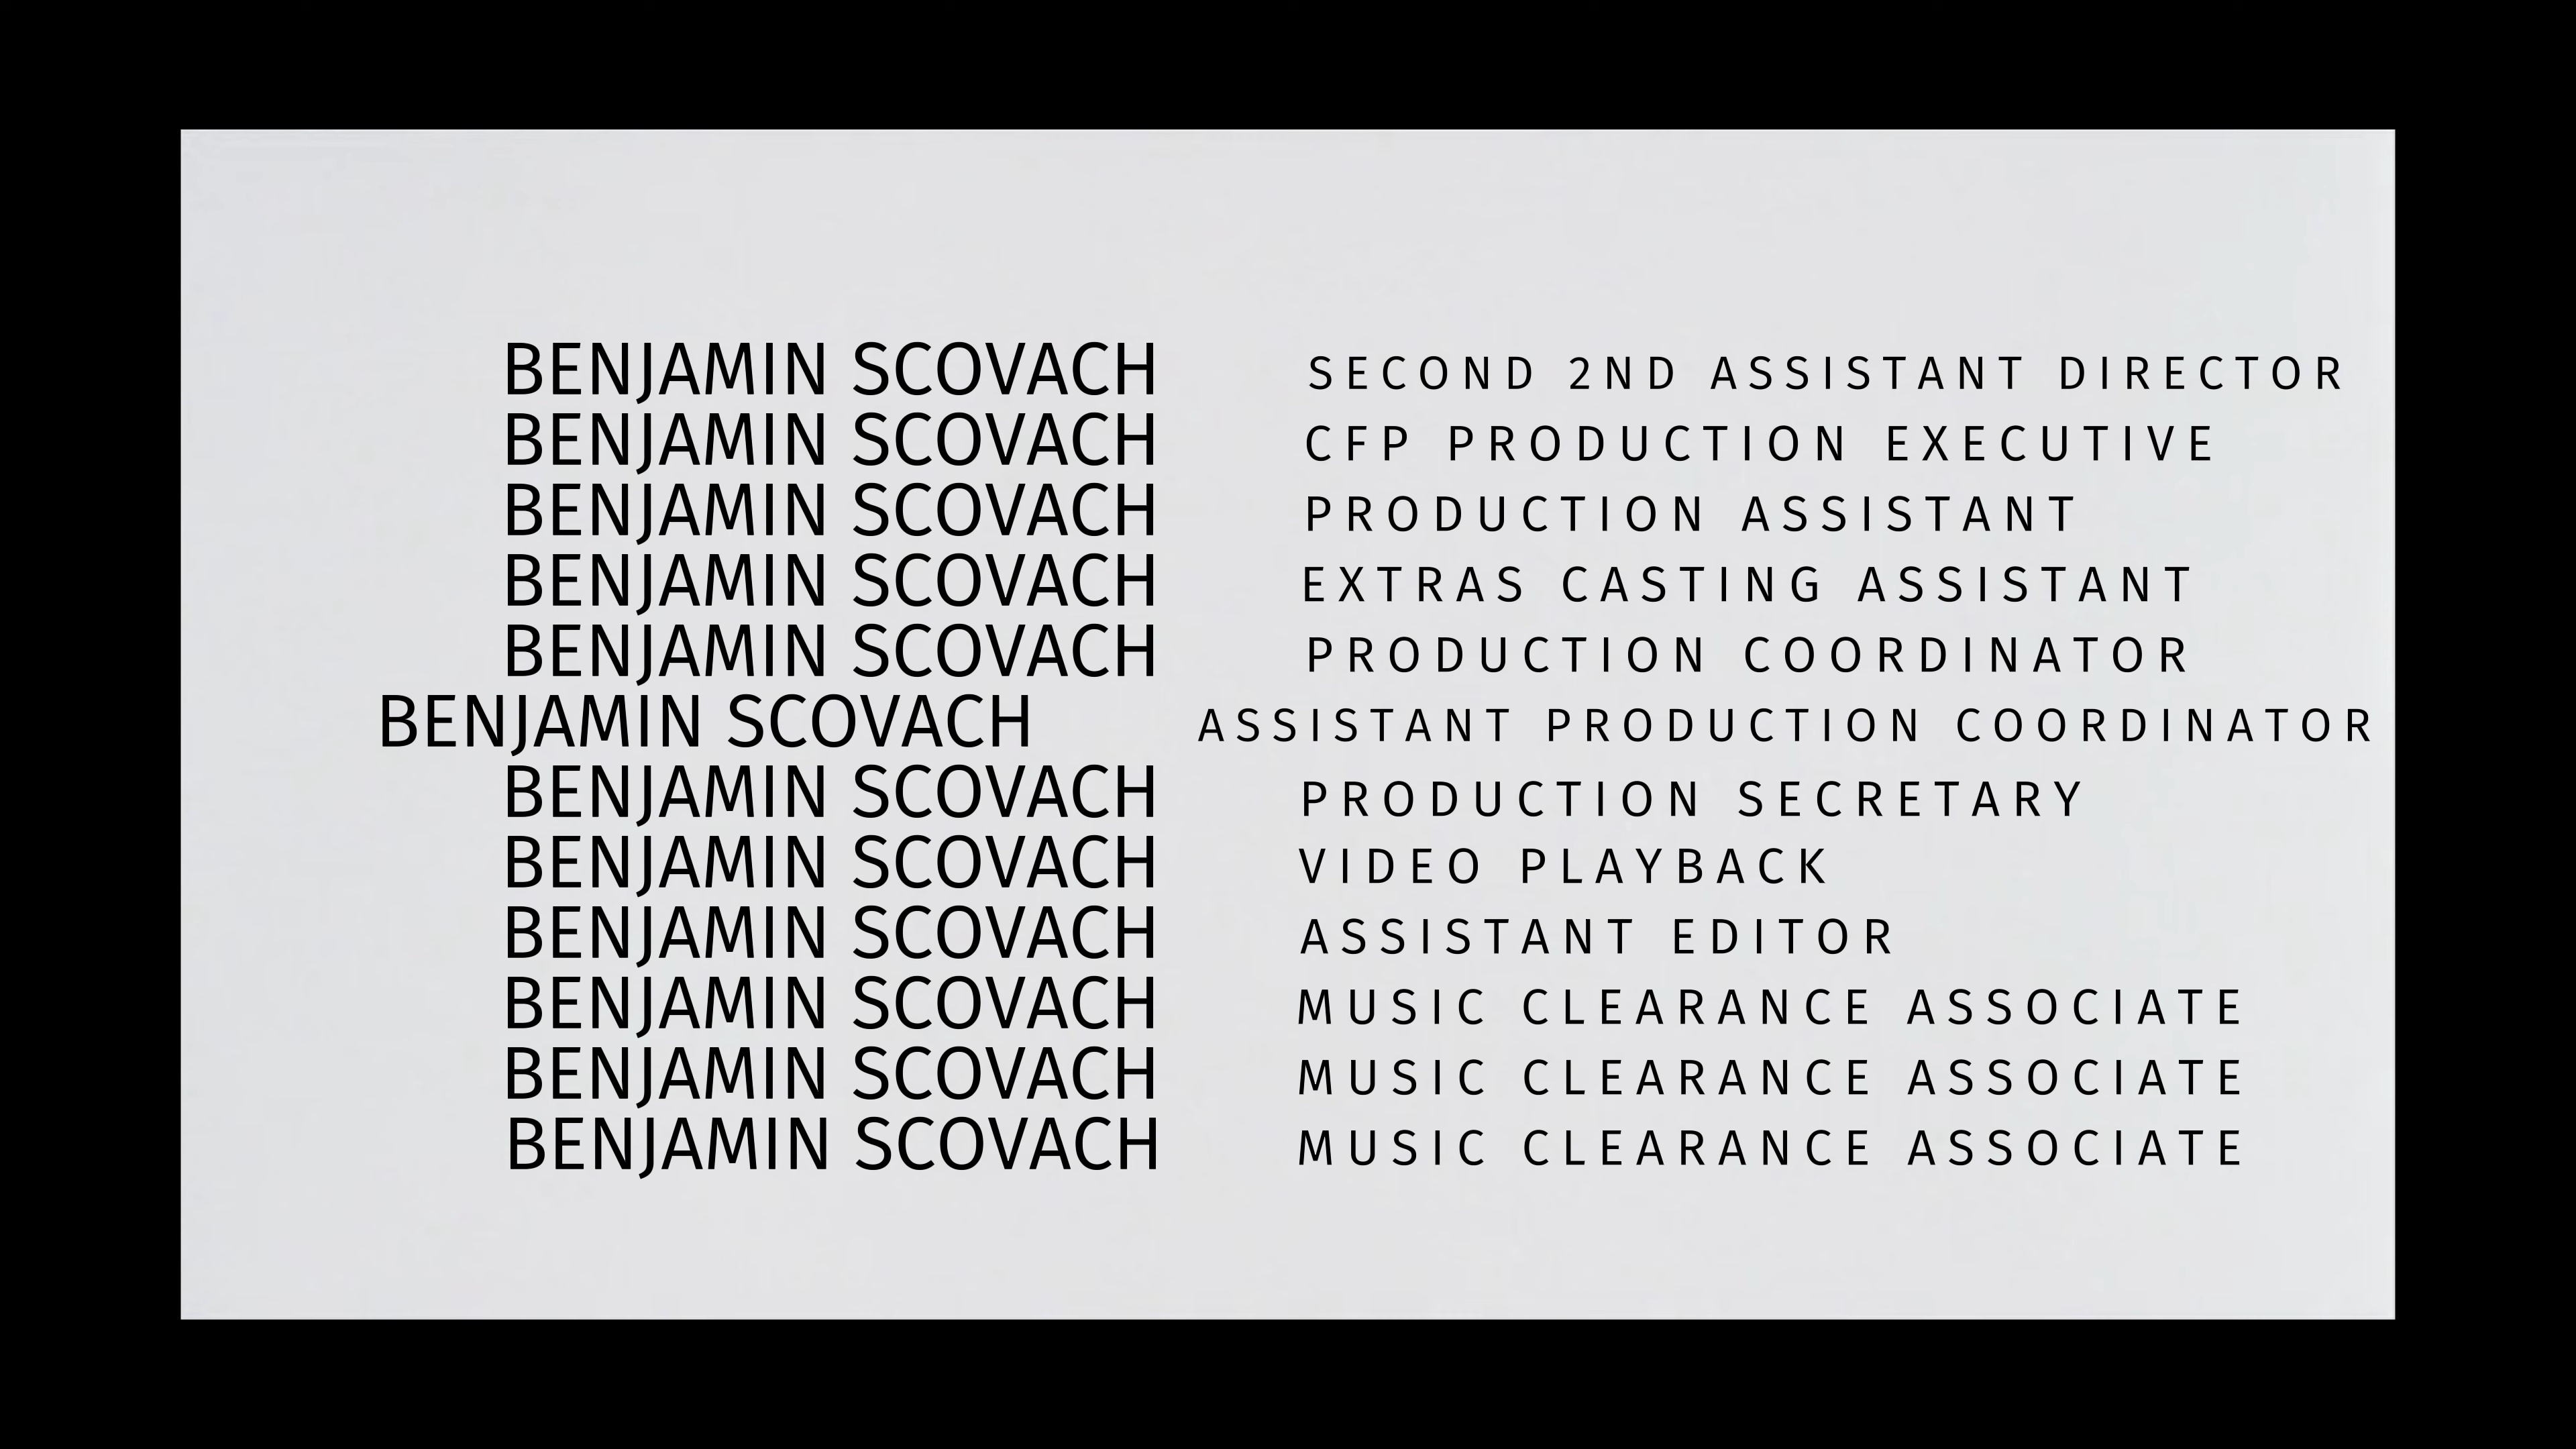 BENJAMIN SCOVACH SECOND 2ND ASSISTANT DIRECTOR
BENJAMIN SCOVACH CFP PRODUCTION EXECUTIVE
BENJAMIN SCOVACH PRODUCTION ASSISTANT
BENJAMIN SCOVACH EXTRAS CASTING ASSISTANT
BENJAMIN SCOVACH PRODUCTION COORDINATOR
BENJAMIN SCOVACH ASSISTANT PRODUCTION COORDINATOR
BENJAMIN SCOVACH PRODUCTION SECRETARY
BENJAMIN SCOVACH VIDEO PLAYBACK
BENJAMIN SCOVACH ASSISTANT EDITOR
BENJAMIN SCOVACH MUSIC CLEARANCE ASSOCIATE
BENJAMIN SCOVACH MUSIC CLEARANCE ASSOCIATE
BENJAMIN SCOVACH MUSIC CLEARANCE ASSOCIATE